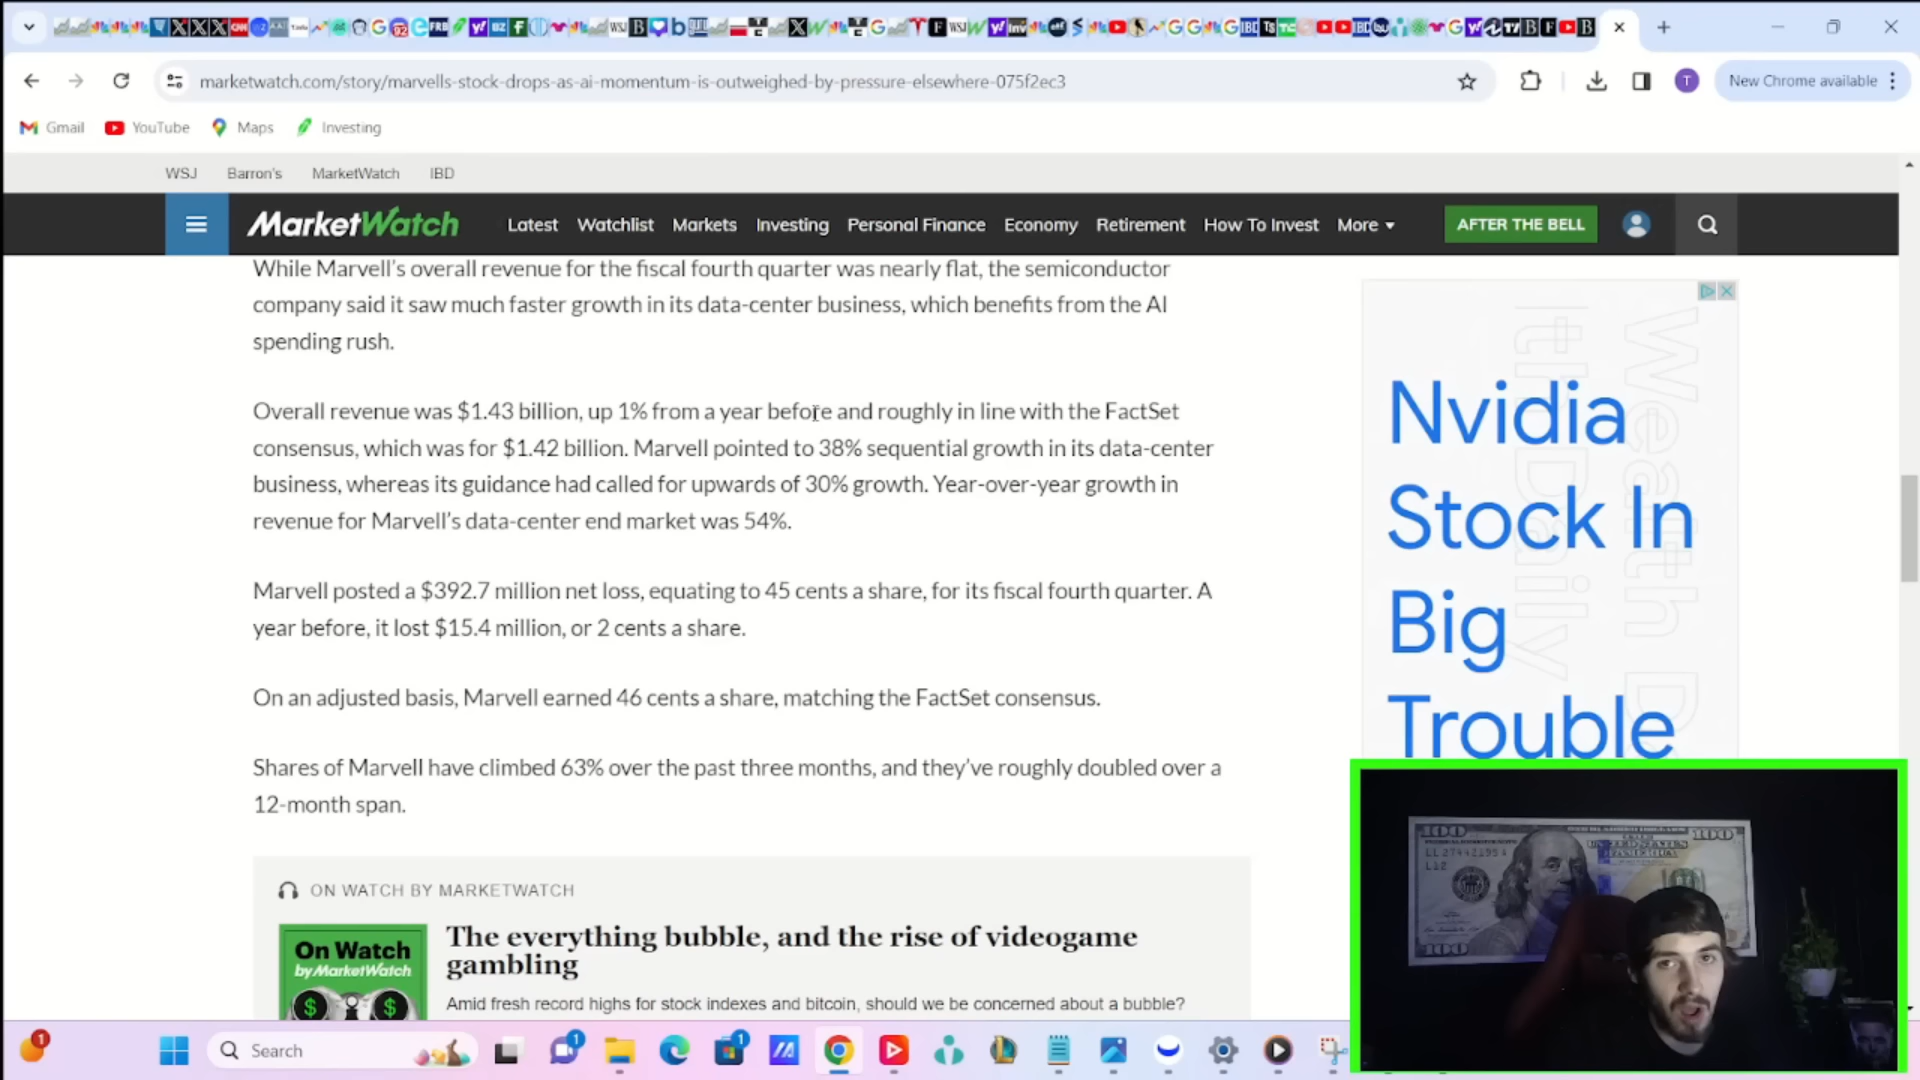 marketwatch.com/story/marvells-stock-drops-as-ai-momentum-is-outweighed-by-pressure-elsewhere-075f2ec3
New Chrome available
T
Gmail
YouTube
Maps
Investing
WSJ
Barron's
MarketWatch
IBD
MarketWatch
Latest
Watchlist
Markets
Investing
Personal Finance
Economy
Retirement
How To Invest
More
AFTER THE BELL
While Marvell's overall revenue for the fiscal fourth quarter was nearly flat, the semiconductor
company said it saw much faster growth in its data-center business, which benefits from the AI
spending rush.
Overall revenue was $1.43 billion, up 1% from a year before and roughly in line with the FactSet
consensus, which was for $1.42 billion. Marvell pointed to 38% sequential growth in its data-center
business, whereas its guidance had called for upwards of 30% growth. Year-over-year growth in
revenue for Marvell's data-center end market was 54%.
Marvell posted a $392.7 million net loss, equating to 45 cents a share, for its fiscal fourth quarter. A
year before, it lost $15.4 million, or 2 cents a share.
On an adjusted basis, Marvell earned 46 cents a share, matching the FactSet consensus.
Shares of Marvell have climbed 63% over the past three months, and they've roughly doubled over a
12-month span.
ON WATCH BY MARKETWATCH
On Watch
by MarketWatch
The everything bubble, and the rise of videogame
gambling
Amid fresh record highs for stock indexes and bitcoin, should we be concerned about a bubble?
Nvidia
Stock In
Big
Trouble
100
100
100
1
Search
1
1